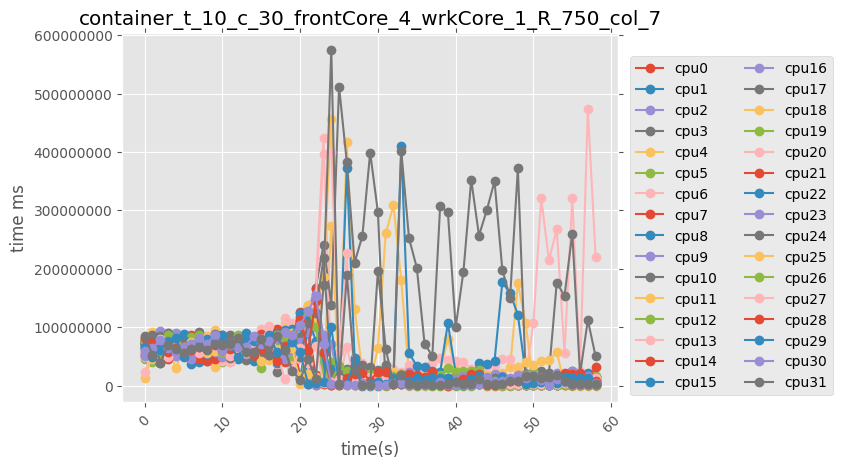 container_t_10_c_30_frontCore_4_wrkCore_1_R_750_col_7
600000000
500000000
400000000
300000000
200000000
100000000
0
time ms
0
10
20
30
40
50
60
time(s)
cpu0
cpu1
cpu2
cpu3
cpu4
cpu5
cpu6
cpu7
cpu8
cpu9
cpu10
cpu11
cpu12
cpu13
cpu14
cpu15
cpu16
cpu17
cpu18
cpu19
cpu20
cpu21
cpu22
cpu23
cpu24
cpu25
cpu26
cpu27
cpu28
cpu29
cpu30
cpu31